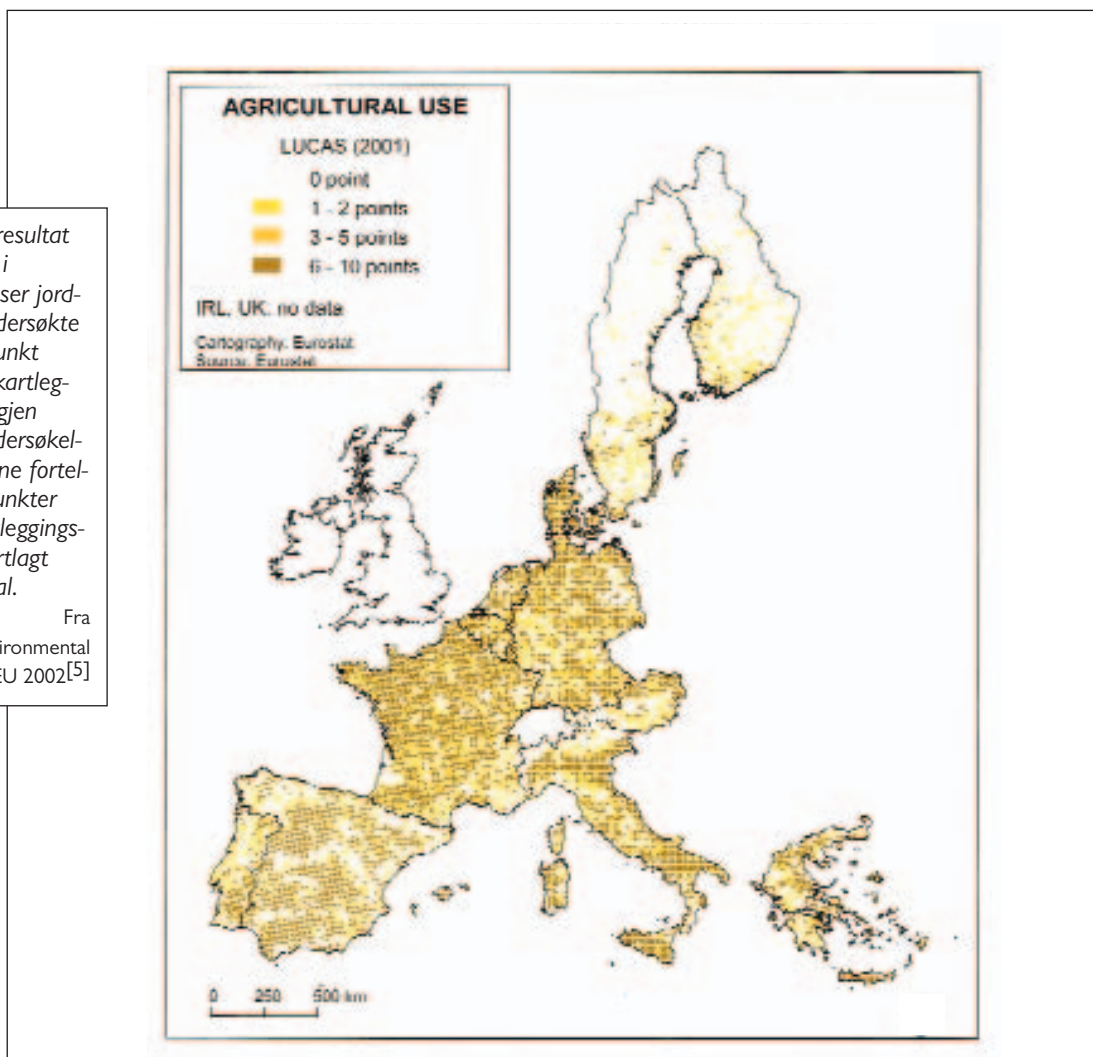 resultat
i
ser jord-
dersøkte
unkt
kartleg-
gjen
dersøkel-
ne fortel-
unkter
leggings-
rtlagt
al.
Fra
ironmental
EU 2002[5]
AGRICULTURAL USE
LUCAS (2001)
0 point
1 - 2 points
3 - 5 points
6 - 10 points
IRL, UK: no data
Cartography: Eurostat
Source: Eurostat
0 250 500 km